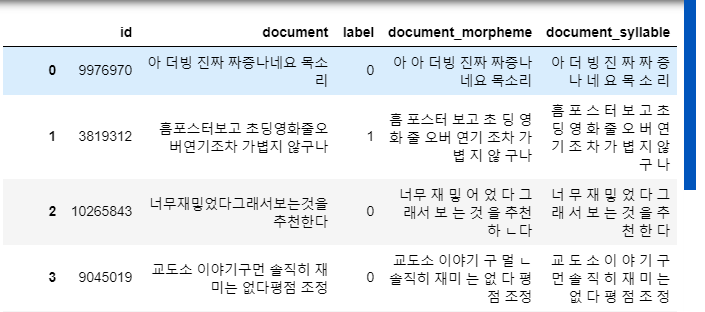 id document label document_morpheme document_syllable
0 9976970 아 더빙 진짜 짜증나네요 목소리 0 아 아 더빙 진짜 짜증나 네요 목소리 아 더 빙 진 짜 짜 증 나 네 요 목 소 리
1 3819312 흠포스터보고 초딩영화줄오버연기조차 가볍지 않구나 1 흠 포스터 보고 초 딩 영화 줄 오버 연기 조차 가볍 지 않 구나 흠 포 스 터 보 고 초 딩 영 화 줄 오 버 연 기 조 차 가 볍 지 않 구 나
2 10265843 너무재밓었다그래서보는것을추천한다 0 너무 재 밓 어 었 다 그래서 보 는 것 을 추천 하 ㄴ다 너 무 재 밓 었 다 그 래 서 보 는 것 을 추 천 한 다
3 9045019 교도소 이야기구먼 솔직히 재미는 없다평점 조정 0 교도소 이야기 구 멀 ㄴ 솔직히 재미 는 없 다 평점 조정 교 도 소 이 야 기 구 먼 솔 직 히 재 미 는 없 다 평 점 조 정